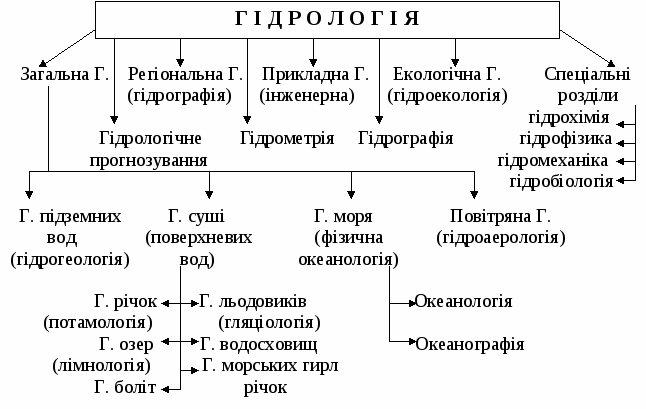 Г І Д Р О Л О Г І Я
Загальна Г. Регіональна Г. Прикладна Г. Екологічна Г. Спеціальні
(гідрографія) (інженерна) (гідроекологія) розділи
гідрохімія
Гідрологічне Гідрометрія Гідрографія гідрофізика
прогнозування гідромеханіка
гідробіологія
Г. підземних Г. суші Г. моря Повітряна Г.
вод (поверхневих (фізична (гідроаерологія)
(гідрогеологія) вод) океанологія)
Г. річок Г. льодовиків Океанологія
(потамологія) (гляціологія)
Г. озер Г. водосховищ Океанографія
(лімнологія) Г. морських гирл
Г. боліт річок